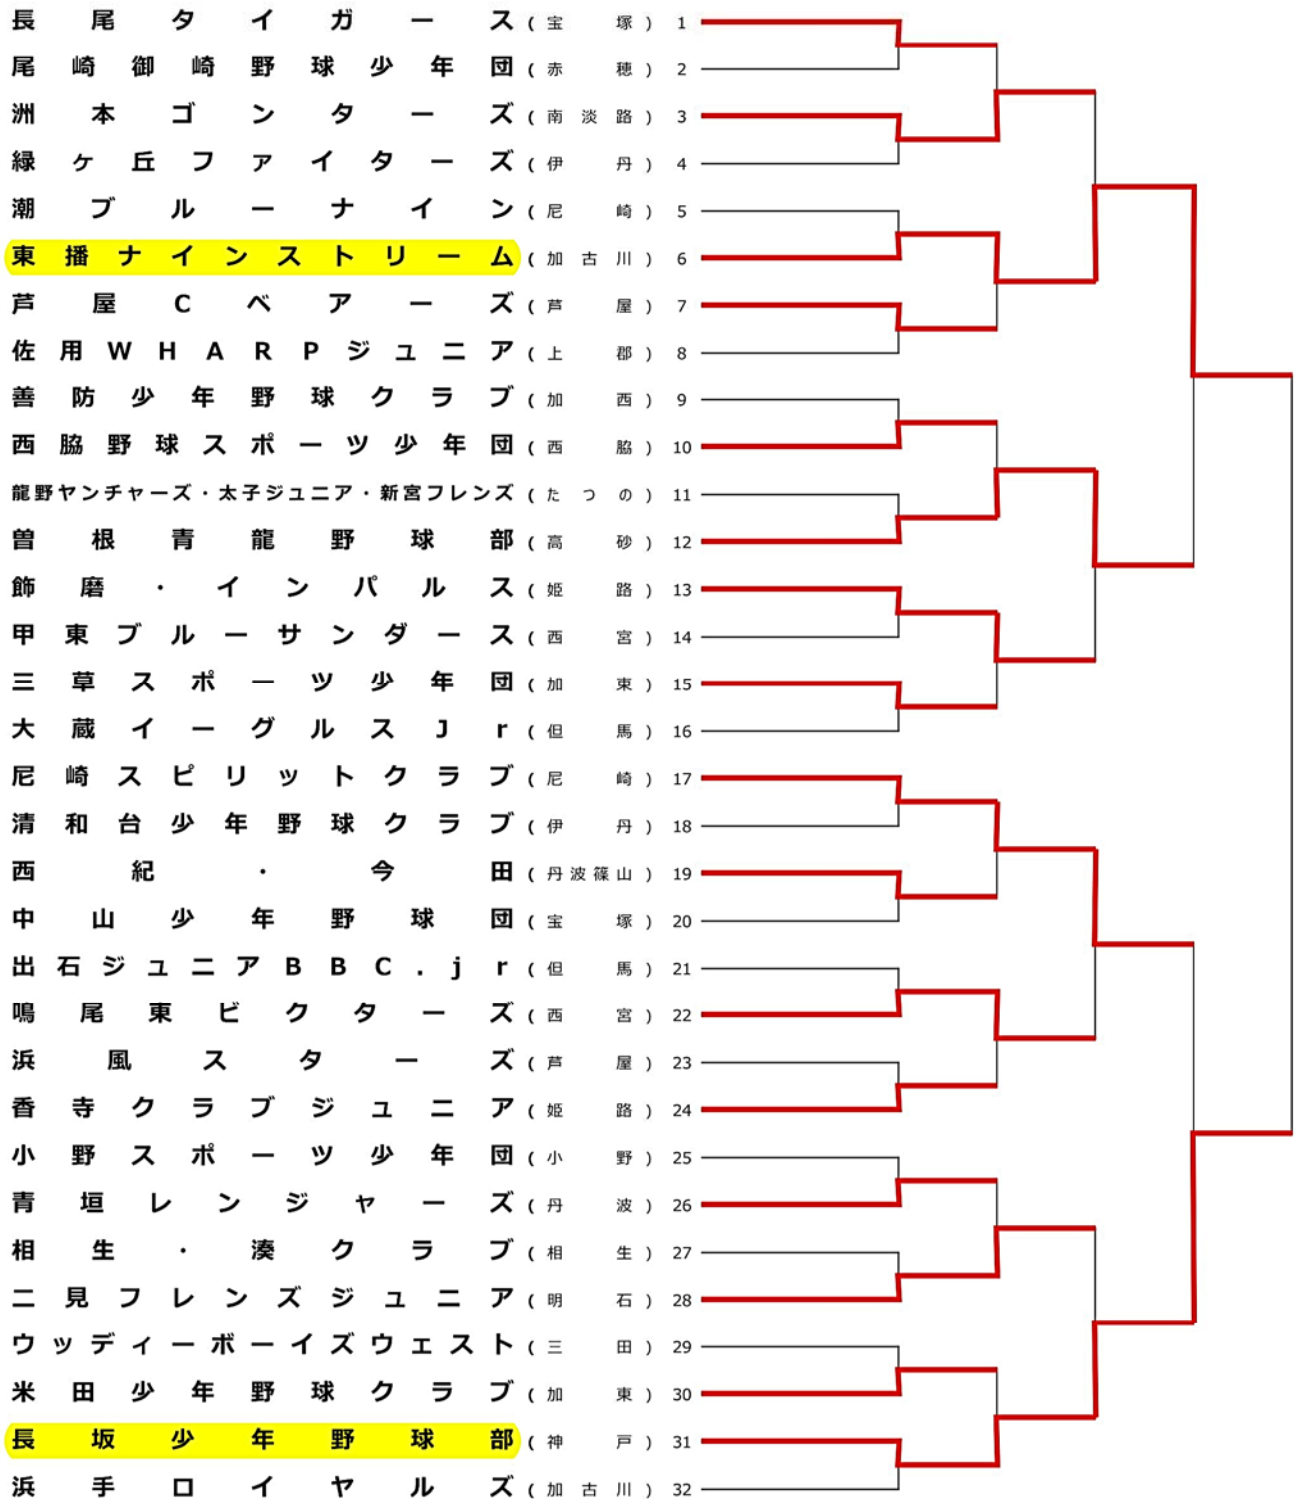 長尾タイガース(宝塚) 1
尾崎御崎野球少年団(赤穂) 2
洲本ゴンターズ(南淡路) 3
緑ヶ丘ファイターズ(伊丹) 4
潮ブルーナイン(尼崎) 5
東播ナインストリーム(加古川) 6
芦屋Cベアーズ(芦屋) 7
佐用WHARPジュニア(上郡) 8
善防少年野球クラブ(加西) 9
西脇野球スポーツ少年団(西脇) 10
龍野ヤンチャーズ・太子ジュニア・新宮フレンズ(たつの) 11
曽根青龍野球部(高砂) 12
飾磨・インパルス(姫路) 13
甲東ブルーサンダース(西宮) 14
三草スポーツ少年団(加東) 15
大蔵イーグルスJr(但馬) 16
尼崎スピリットクラブ(尼崎) 17
清和台少年野球クラブ(伊丹) 18
西紀・今田(丹波篠山) 19
中山少年野球団(宝塚) 20
出石ジュニアBBC.jr(但馬) 21
鳴尾東ビクターズ(西宮) 22
浜風スターズ(芦屋) 23
香寺クラブジュニア(姫路) 24
小野スポーツ少年団(小野) 25
青垣レンジャーズ(丹波) 26
相生・湊クラブ(相生) 27
二見フレンズジュニア(明石) 28
ウッディーボーイズウェスト(三田) 29
米田少年野球クラブ(加東) 30
長坂少年野球部(神戸) 31
浜手ロイヤルズ(加古川) 32